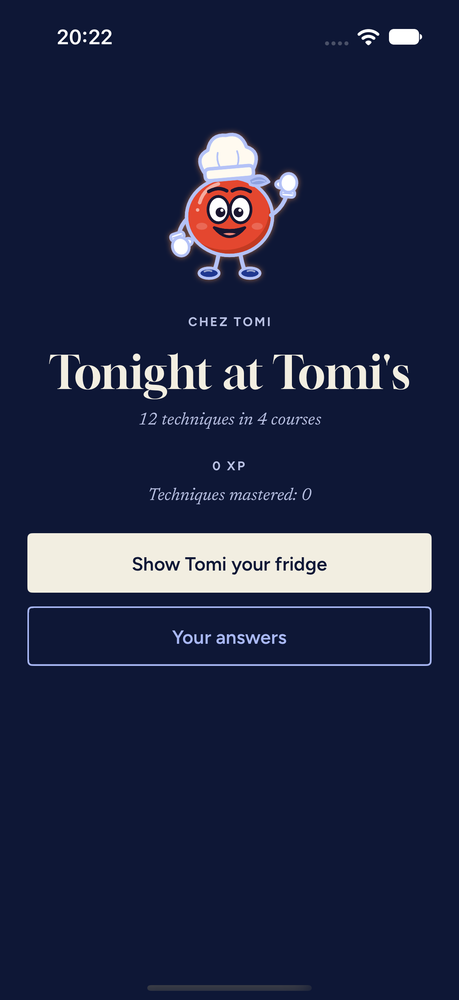 20:22
CHEZ TOMI
Tonight at Tomi's
12 techniques in 4 courses
0 XP
Techniques mastered: 0
Show Tomi your fridge
Your answers